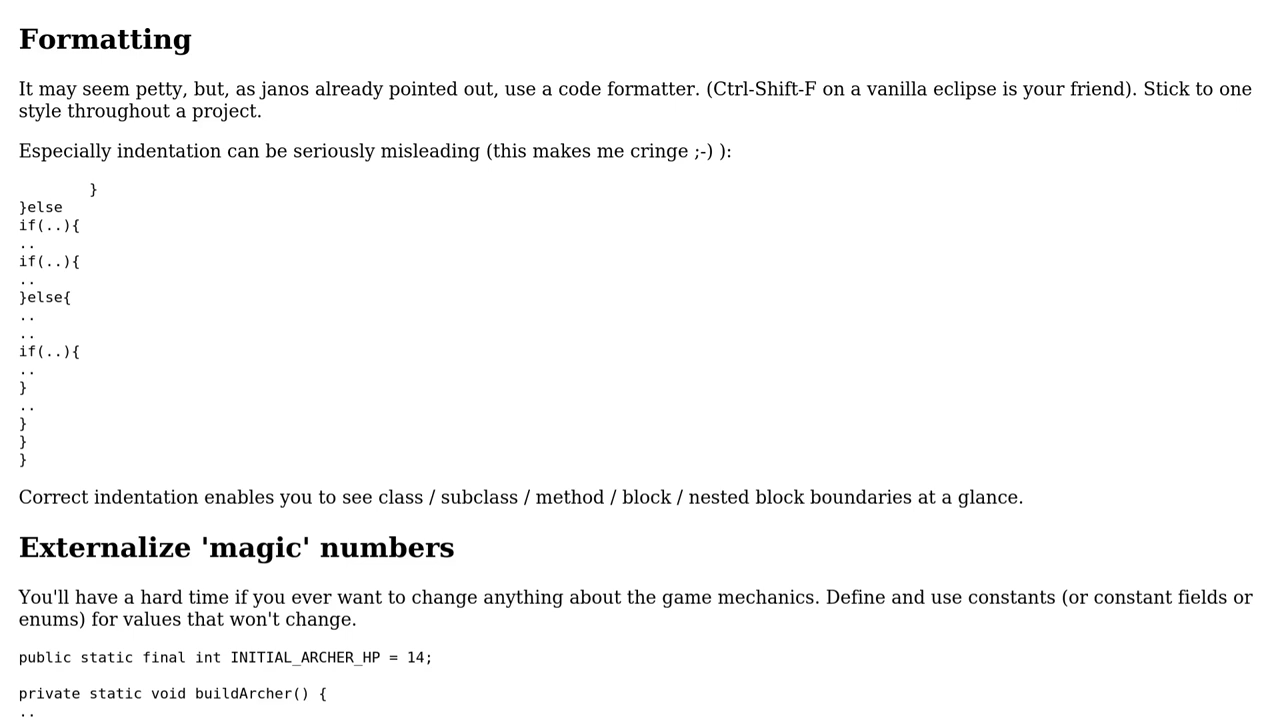 Formatting
It may seem petty, but, as janos already pointed out, use a code formatter. (Ctrl-Shift-F on a vanilla eclipse is your friend). Stick to one
style throughout a project.
Especially indentation can be seriously misleading (this makes me cringe ;-) ):
        }
}else
if(..){
..
if(..){
..
}else{
..
..
if(..){
..
}
..
}
}
}
Correct indentation enables you to see class / subclass / method / block / nested block boundaries at a glance.
Externalize 'magic' numbers
You'll have a hard time if you ever want to change anything about the game mechanics. Define and use constants (or constant fields or
enums) for values that won't change.
public static final int INITIAL_ARCHER_HP = 14;
private static void buildArcher() {
..